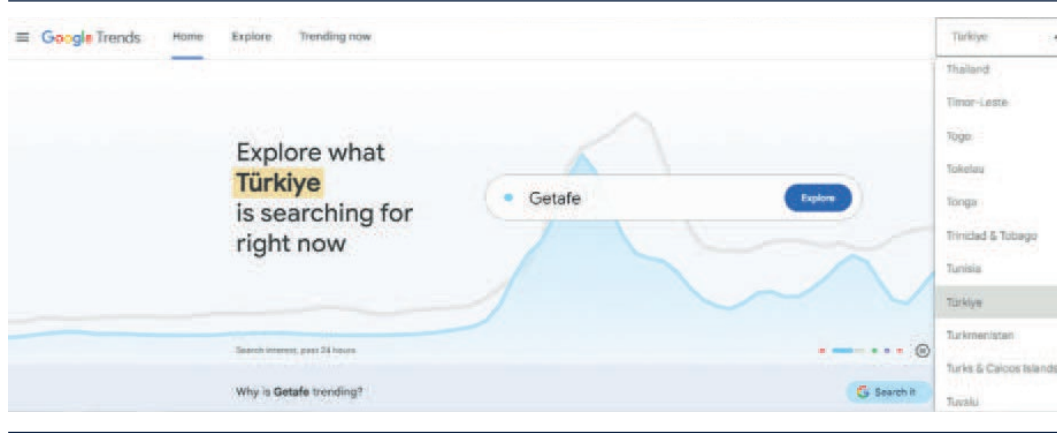 Google Trends Home Explore Trending now
Türkiye
Thailand
Timor-Leste
Togo
Tokelau
Tonga
Trinidad & Tobago
Tunisia
Türkiye
Turkmenistan
Turks & Caicos Islands
Tuvalu
Explore what
Türkiye
is searching for
right now
Getafe
Explore
Search interest, past 24 hours
Why is Getafe trending?
Search it